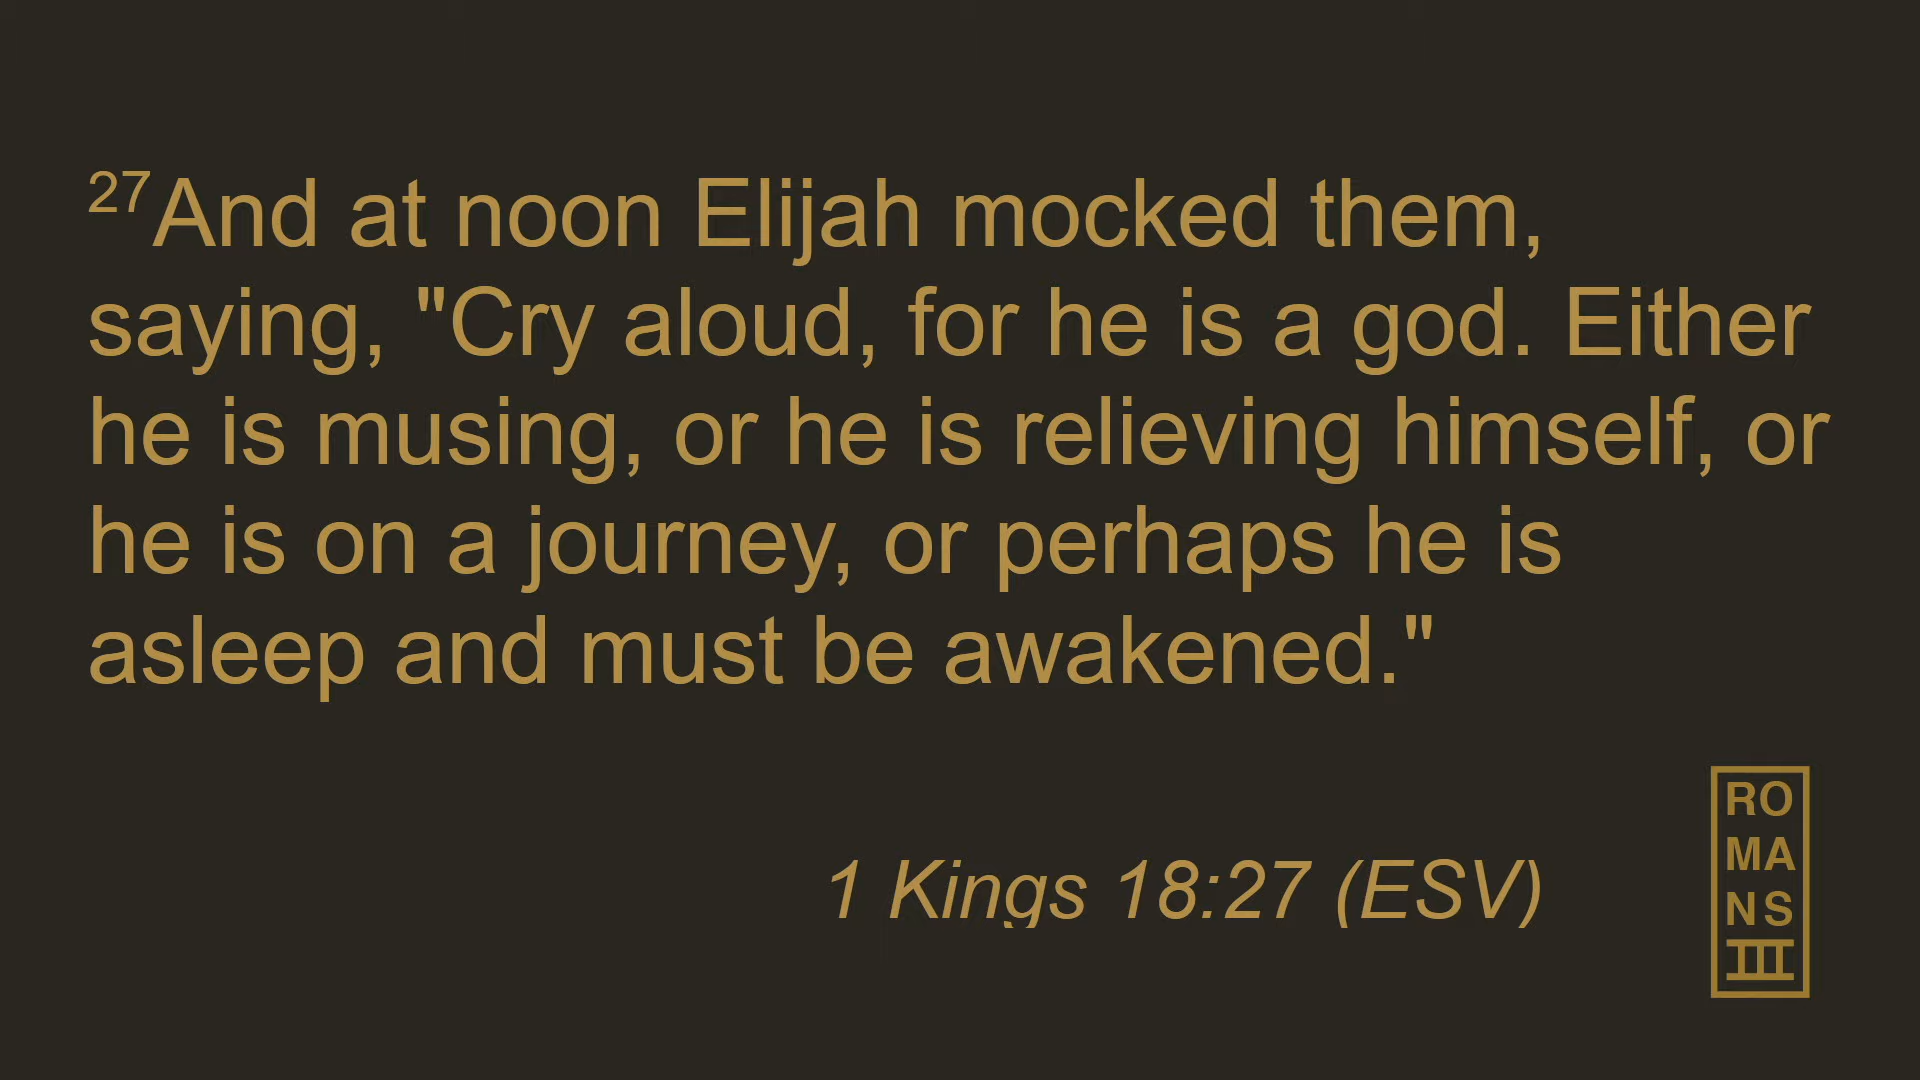 27And at noon Elijah mocked them,
saying, "Cry aloud, for he is a god. Either
he is musing, or he is relieving himself, or
he is on a journey, or perhaps he is
asleep and must be awakened."
1 Kings 18:27 (ESV)
RO
MA
NS
III